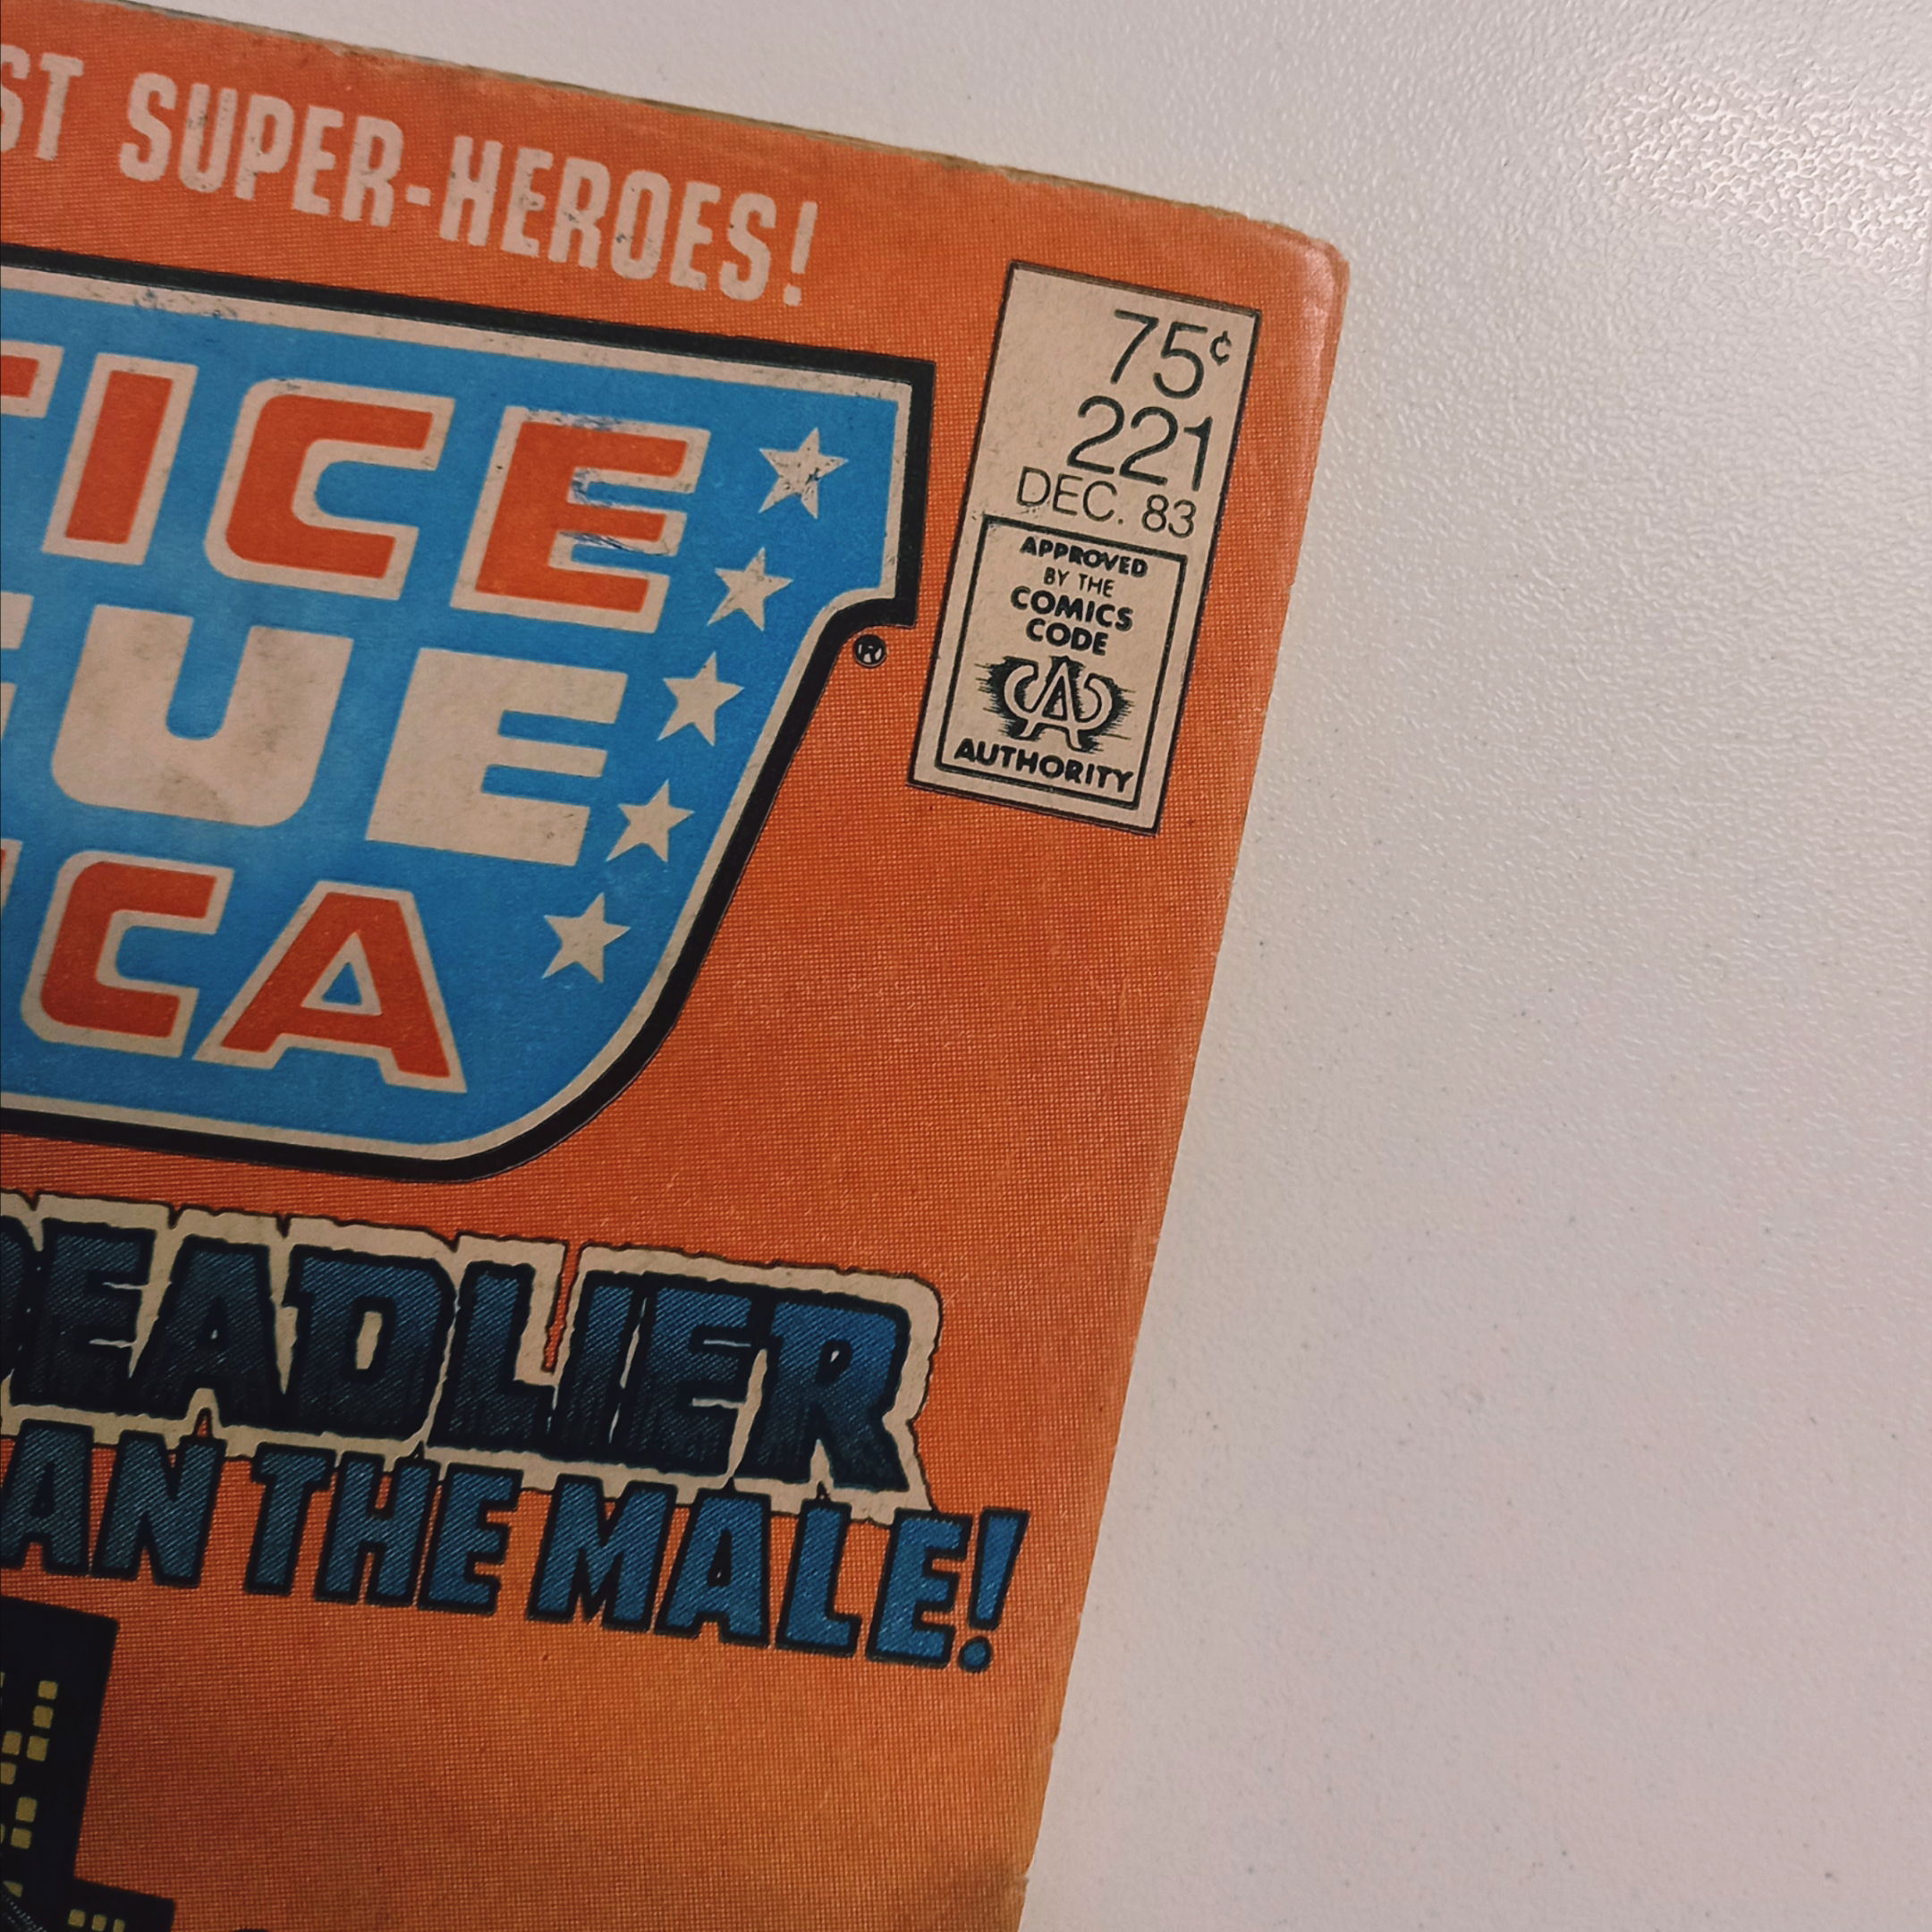 ST SUPER-HEROES!
75¢
221
DEC. 83
APPROVED
BY THE
COMICS
CODE
CA
AUTHORITY
TICE
GUE
ICA
®
DEADLIER
AN THE MALE!